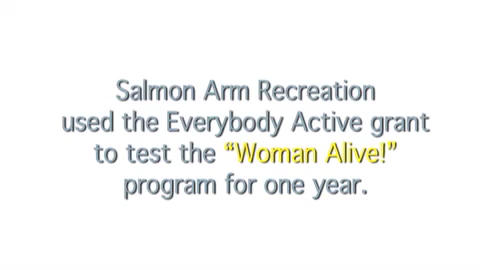 Salmon Arm Recreation
used the Everybody Active grant
to test the “Woman Alive!”
program for one year.